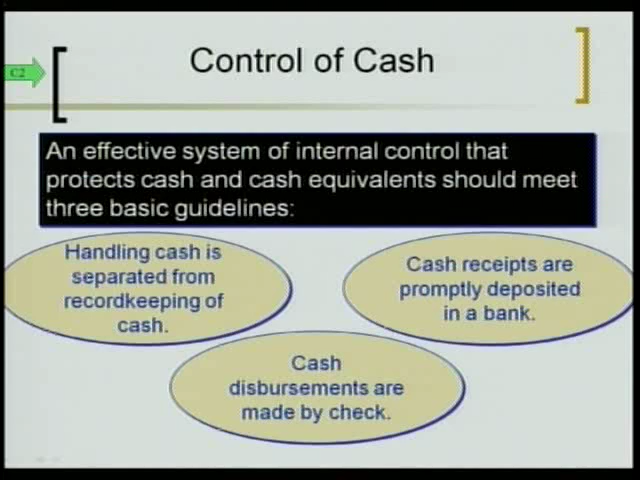 C2
Control of Cash
An effective system of internal control that
protects cash and cash equivalents should meet
three basic guidelines:
Handling cash is
separated from
recordkeeping of
cash.
Cash receipts are
promptly deposited
in a bank.
Cash
disbursements are
made by check.